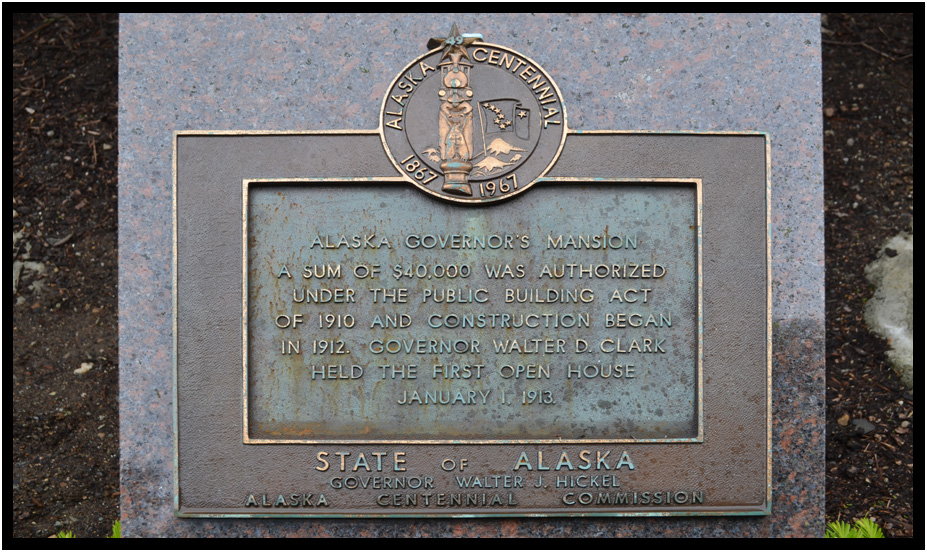 49
ALASKA CENTENNIAL
1867 1967
ALASKA GOVERNOR'S MANSION
A SUM OF $40,000 WAS AUTHORIZED
UNDER THE PUBLIC BUILDING ACT
OF 1910 AND CONSTRUCTION BEGAN
IN 1912. GOVERNOR WALTER D. CLARK
HELD THE FIRST OPEN HOUSE
JANUARY 1, 1913.
STATE OF ALASKA
GOVERNOR WALTER J. HICKEL
ALASKA CENTENNIAL COMMISSION